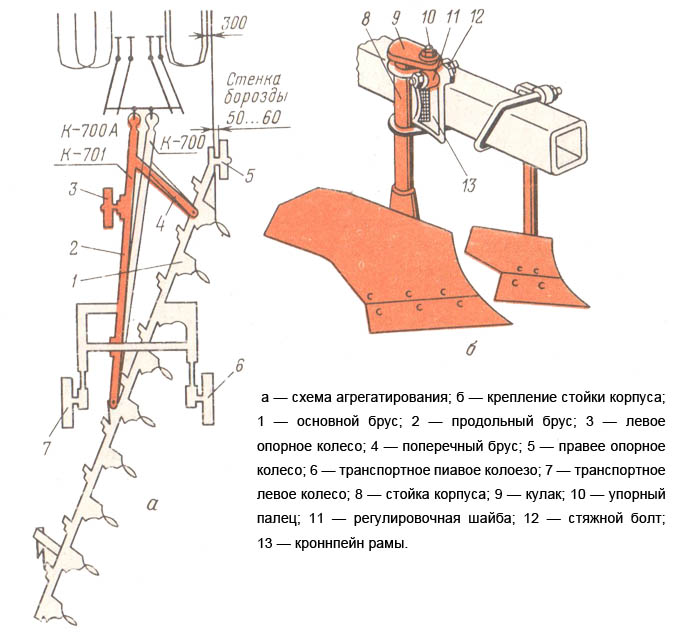 300
Стенка
борозды
50...60
К-700А
К-700
К-701
5
3
4
2
1
6
7
а
8
9
10
11
12
13
б
а — схема агрегатирования; б — крепление стойки корпуса;
1 — основной брус; 2 — продольный брус; 3 — левое
опорное колесо; 4 — поперечный брус; 5 — правее опорное
колесо; 6 — транспортное пиавое колоезо; 7 — транспортное
левое колесо; 8 — стойка корпуса; 9 — кулак; 10 — упорный
палец; 11 — регулировочная шайба; 12 — стяжной болт;
13 — кроннпейн рамы.